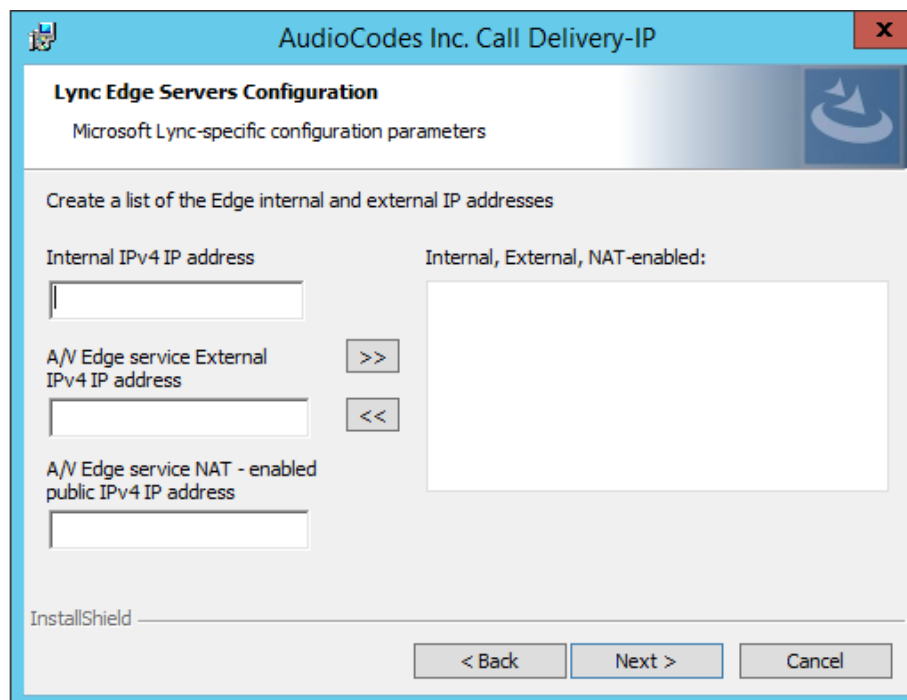 AudioCodes Inc. Call Delivery-IP
x
Lync Edge Servers Configuration
Microsoft Lync-specific configuration parameters
Create a list of the Edge internal and external IP addresses
Internal IPv4 IP address
Internal, External, NAT-enabled:
A/V Edge service External
IPv4 IP address
>>
<<
A/V Edge service NAT - enabled
public IPv4 IP address
InstallShield
< Back
Next >
Cancel